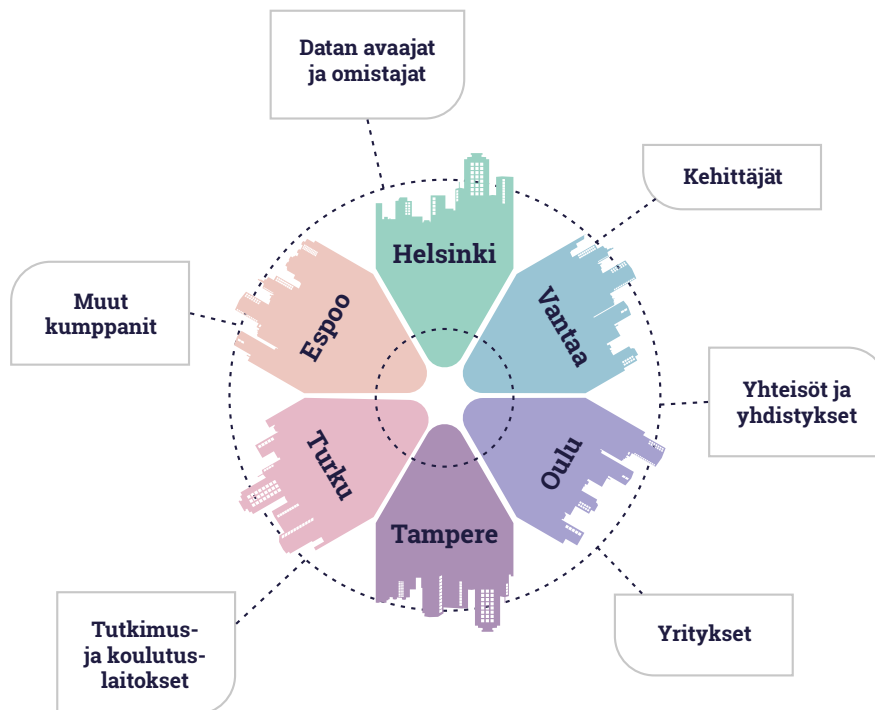 Datan avaajat
ja omistajat
Kehittäjät
Helsinki
Vantaa
Espoo
Muut
kumppanit
Yhteisöt ja
yhdistykset
Turku
Oulu
Tampere
Tutkimus-
ja koulutus-
laitokset
Yritykset